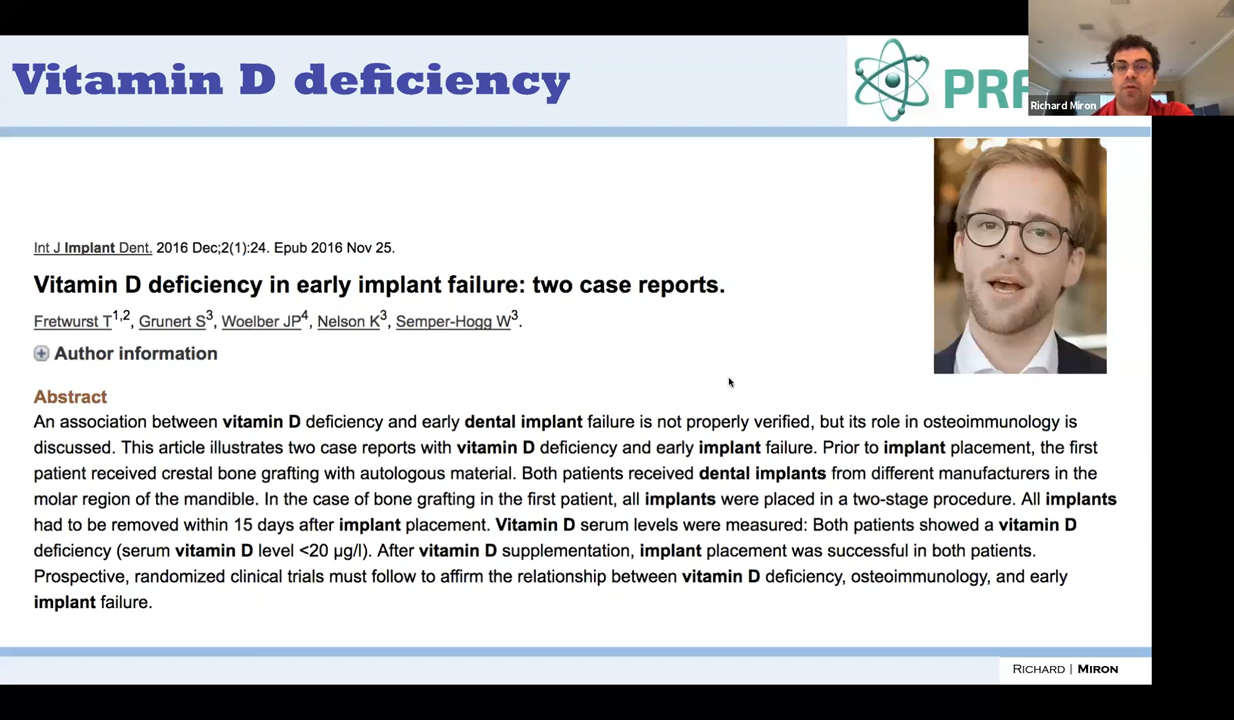 Vitamin D deficiency
PRF
Richard Miron
Int J Implant Dent. 2016 Dec;2(1):24. Epub 2016 Nov 25.
Vitamin D deficiency in early implant failure: two case reports.
Fretwurst T1,2, Grunert S3, Woelber JP4, Nelson K3, Semper-Hogg W3.
Author information
Abstract
An association between vitamin D deficiency and early dental implant failure is not properly verified, but its role in osteoimmunology is
discussed. This article illustrates two case reports with vitamin D deficiency and early implant failure. Prior to implant placement, the first
patient received crestal bone grafting with autologous material. Both patients received dental implants from different manufacturers in the
molar region of the mandible. In the case of bone grafting in the first patient, all implants were placed in a two-stage procedure. All implants
had to be removed within 15 days after implant placement. Vitamin D serum levels were measured: Both patients showed a vitamin D
deficiency (serum vitamin D level <20 μg/l). After vitamin D supplementation, implant placement was successful in both patients.
Prospective, randomized clinical trials must follow to affirm the relationship between vitamin D deficiency, osteoimmunology, and early
implant failure.
RICHARD | MIRON